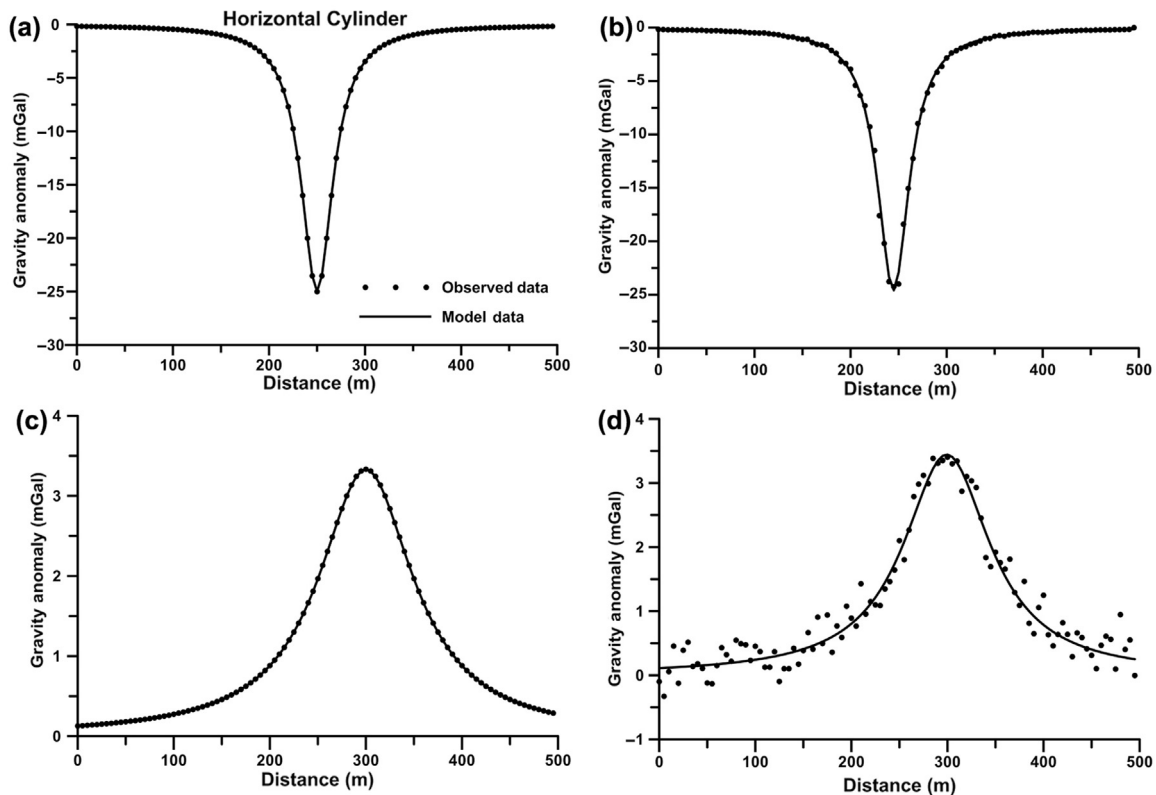 (a)
Horizontal Cylinder
0
–5
–10
–15
–20
–25
–30
Gravity anomaly (mGal)
Observed data
Model data
0 100 200 300 400 500
Distance (m)
(b)
0
–5
–10
–15
–20
–25
–30
Gravity anomaly (mGal)
0 100 200 300 400 500
Distance (m)
(c)
4
3
2
1
0
Gravity anomaly (mGal)
0 100 200 300 400 500
Distance (m)
(d)
4
3
2
1
0
–1
Gravity anomaly (mGal)
0 100 200 300 400 500
Distance (m)